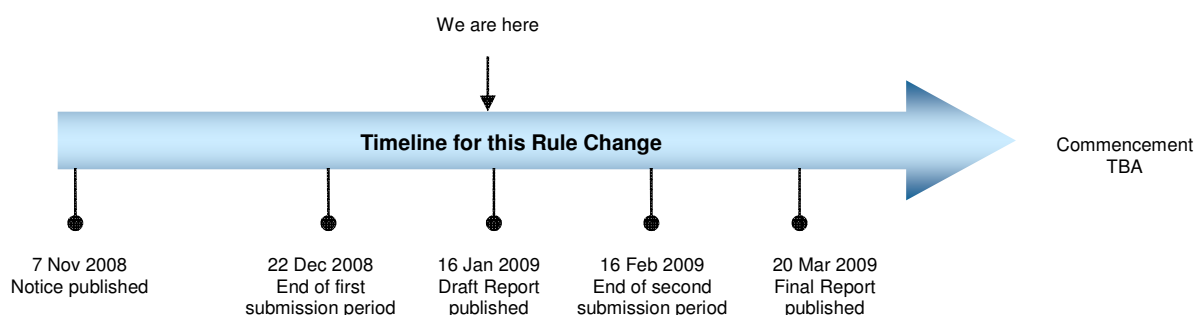 We are here
Timeline for this Rule Change
Commencement
TBA
7 Nov 2008
Notice published
22 Dec 2008
End of first
submission period
16 Jan 2009
Draft Report
published
16 Feb 2009
End of second
submission period
20 Mar 2009
Final Report
published